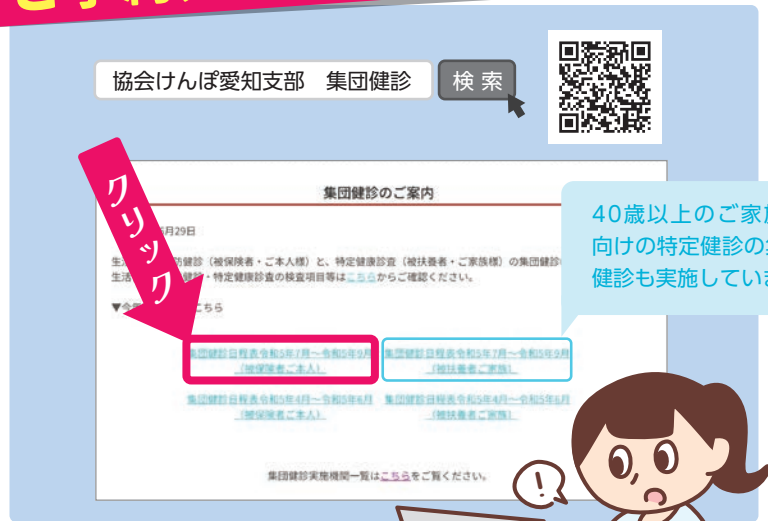 協会けんぽ愛知支部 集団健診
検 索
クリック
集団健診のご案内
月29日
健診（被保険者・ご本人様）と、特定健康診査（被扶養者・ご家族様）の集団健診
生活 ・特定健康診査の検査項目等はこちらからご確認ください。
▼今 こちら
集団健診日程表令和5年7月～令和5年9月
（被保険者ご本人）
集団健診日程表令和5年7月～令和5年9月
（被扶養者ご家族）
集団健診日程表令和5年4月～令和5年6月
（被保険者ご本人）
集団健診日程表令和5年4月～令和5年6月
（被扶養者ご家族）
集団健診実施機関一覧はこちらをご覧ください。
40歳以上のご家
向けの特定健診の
健診も実施していま
!